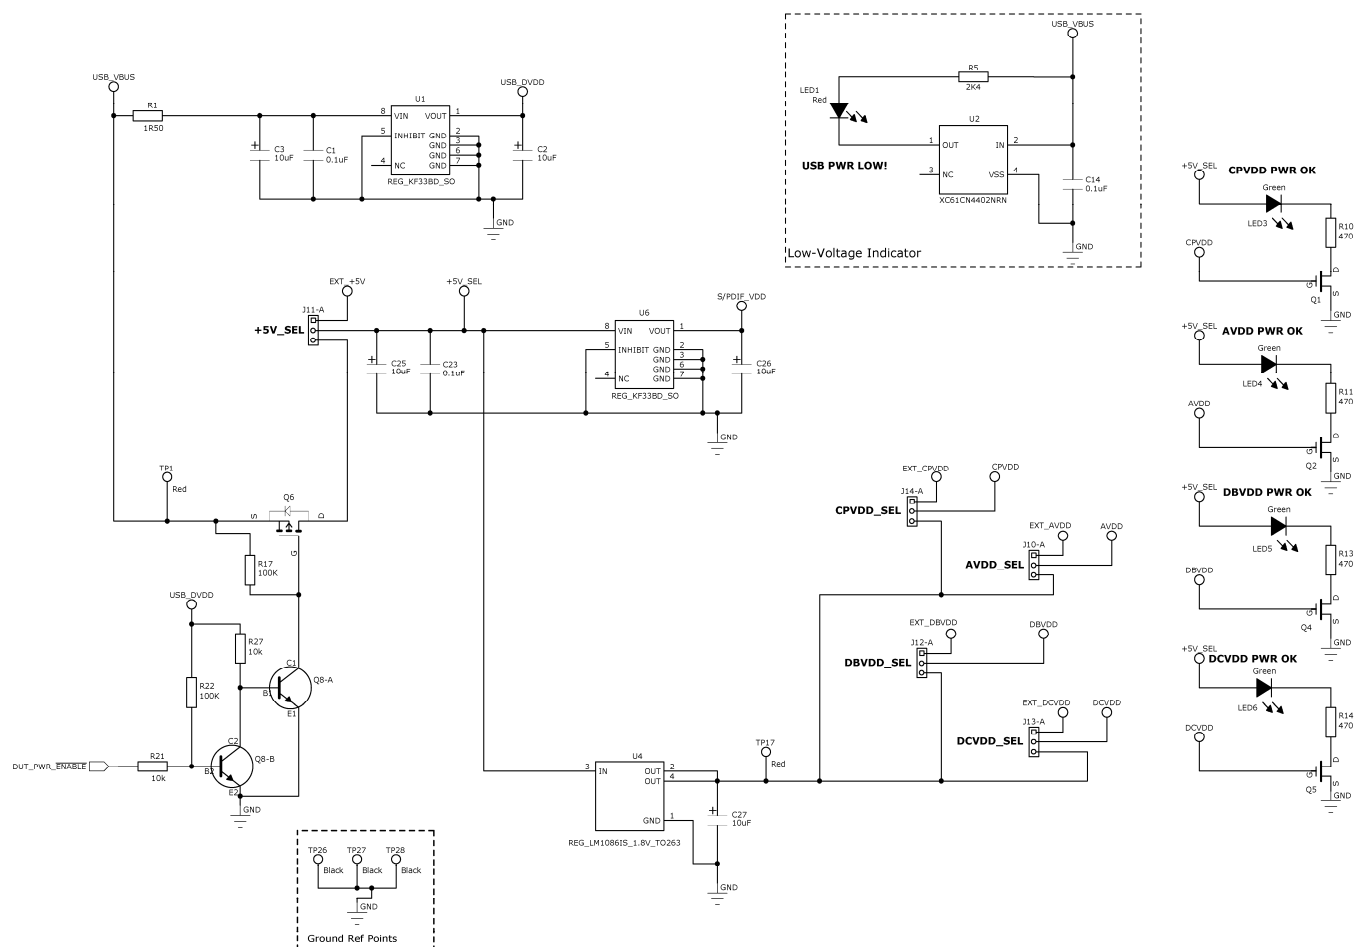 USB_VBUS
R1
1R50
C3
10uF
C1
0.1uF
U1
8 VIN VOUT 1
5 INHIBIT GND 2
GND 3
GND 6
4 NC GND 7
REG_KF33BD_SO
USB_DVDD
C2
10uF
GND
USB_VBUS
R5
2K4
LED1
Red
USB PWR LOW!
U2
1 OUT IN 2
3 NC VSS 4
XC61CN4402NRN
C14
0.1uF
GND
Low-Voltage Indicator
+5V_SEL
CPVDD PWR OK
Green
LED3
R10
470
CPVDD
G
D
S
Q1
GND
EXT_+5V
J11-A
+5V_SEL
+5V_SEL
C25
10uF
C23
0.1uF
U6
8 VIN VOUT 1
5 INHIBIT GND 2
GND 3
GND 6
4 NC GND 7
REG_KF33BD_SO
S/PDIF_VDD
C26
10uF
GND
+5V_SEL
AVDD PWR OK
Green
LED4
R11
470
AVDD
G
D
S
Q2
GND
TP1
Red
Q6
S
D
G
R17
100K
USB_DVDD
R27
10k
R22
100K
C1
B1
E1
Q8-A
DUT_PWR_ENABLE
R21
10k
C2
B2
E2
Q8-B
GND
EXT_CPVDD
CPVDD
J14-A
CPVDD_SEL
EXT_AVDD
AVDD
J10-A
AVDD_SEL
EXT_DBVDD
DBVDD
J12-A
DBVDD_SEL
EXT_DCVDD
DCVDD
J13-A
DCVDD_SEL
+5V_SEL
DBVDD PWR OK
Green
LED5
R13
470
DBVDD
G
D
S
Q4
GND
+5V_SEL
DCVDD PWR OK
Green
LED6
R14
470
DCVDD
G
D
S
Q5
GND
U4
3 IN OUT 2
OUT 4
GND 1
REG_LM1086IS_1.8V_TO263
TP17
Red
C27
10uF
GND
TP26
Black
TP27
Black
TP28
Black
GND
Ground Ref Points